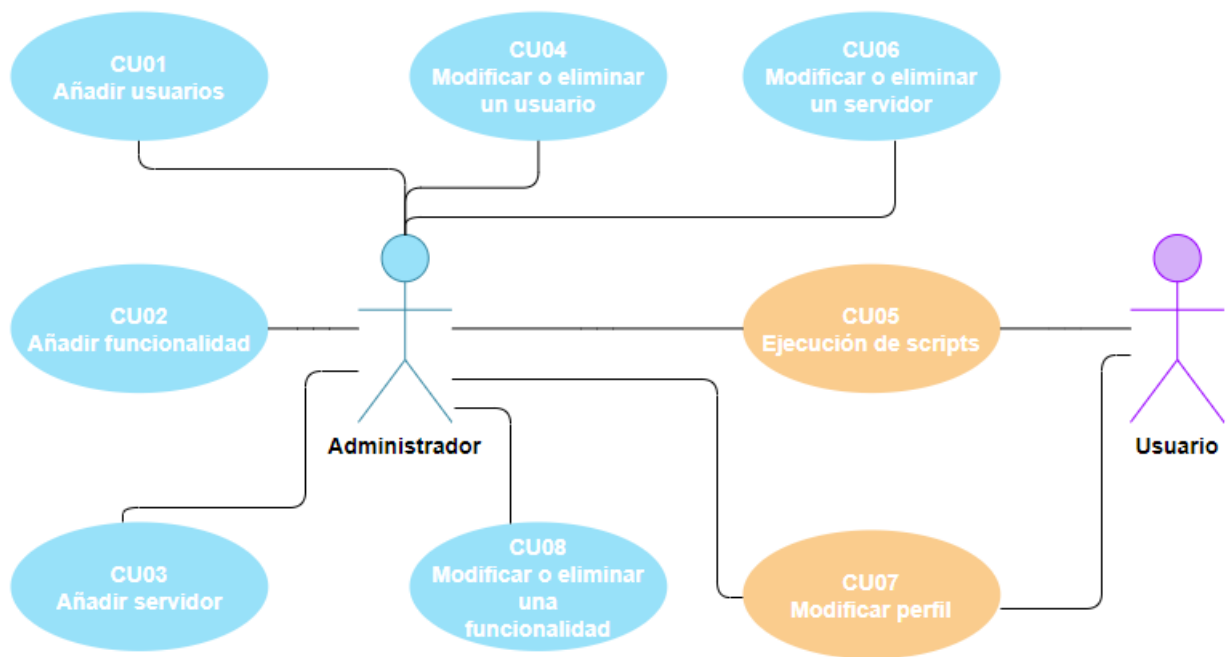 CU01
Añadir usuarios
CU04
Modificar o eliminar
un usuario
CU06
Modificar o eliminar
un servidor
CU02
Añadir funcionalidad
CU05
Ejecución de scripts
Administrador
Usuario
CU03
Añadir servidor
CU08
Modificar o eliminar
una
funcionalidad
CU07
Modificar perfil